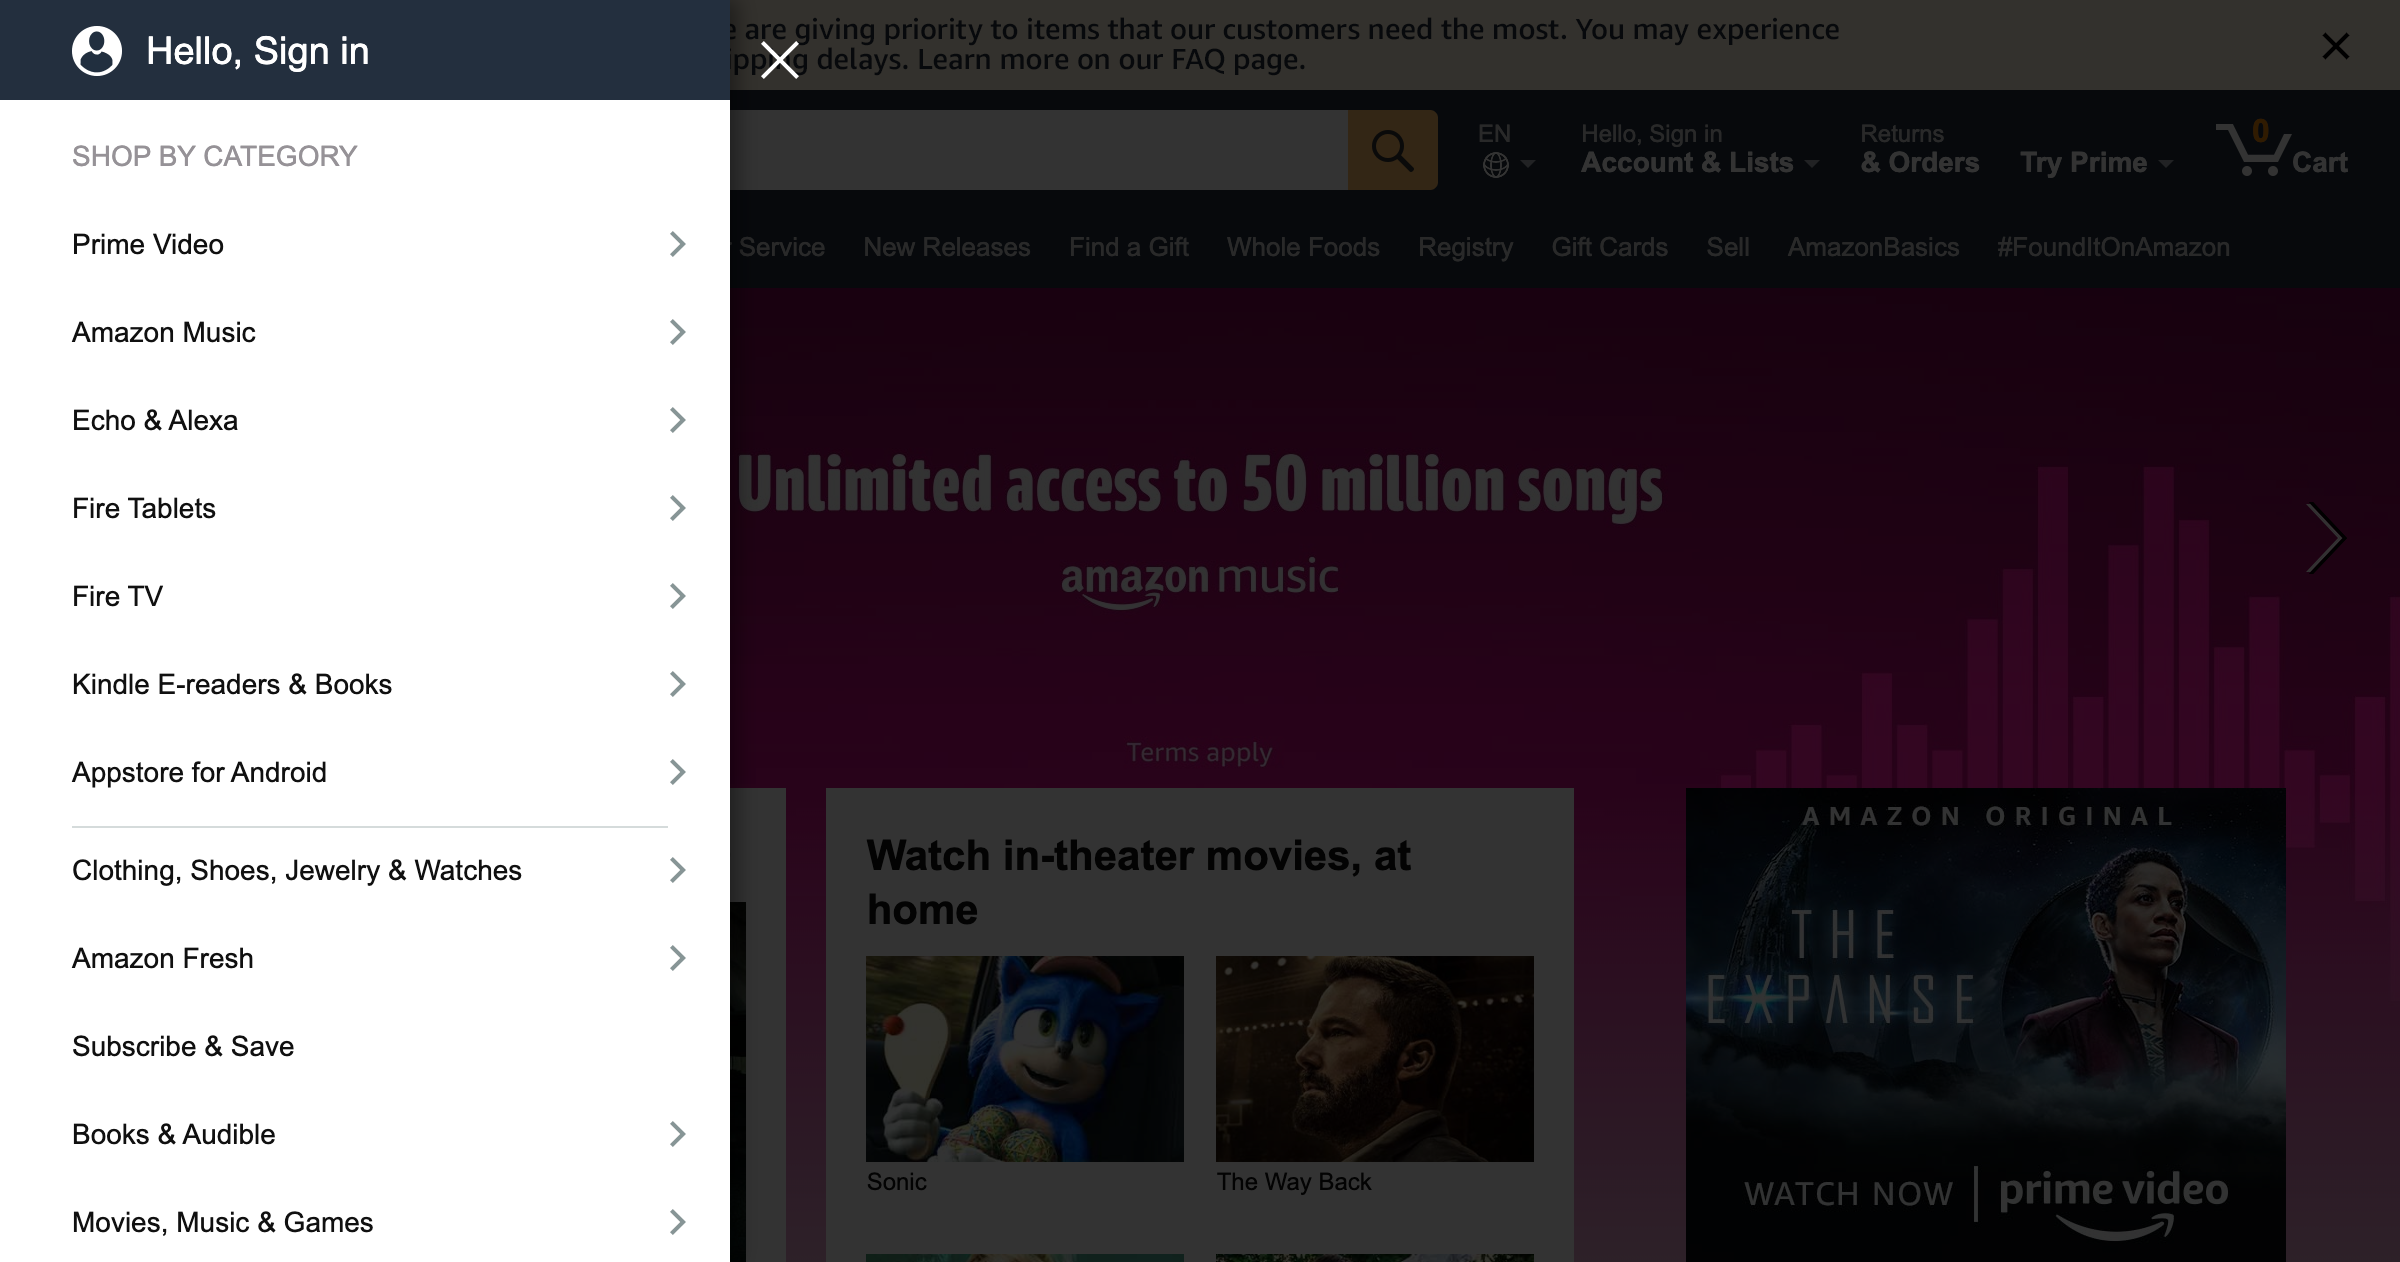 Hello, Sign in
SHOP BY CATEGORY
Prime Video
Amazon Music
Echo & Alexa
Fire Tablets
Fire TV
Kindle E-readers & Books
Appstore for Android
Clothing, Shoes, Jewelry & Watches
Amazon Fresh
Subscribe & Save
Books & Audible
Movies, Music & Games
are giving priority to items that our customers need the most. You may experience
delays. Learn more on our FAQ page.
EN
Hello, Sign in
Account & Lists
Returns
& Orders
Try Prime
0
Cart
Service New Releases Find a Gift Whole Foods Registry Gift Cards Sell AmazonBasics #FoundItOnAmazon
Unlimited access to 50 million songs
amazon music
Terms apply
Watch in-theater movies, at
home
Sonic
The Way Back
AMAZON ORIGINAL
THE
EXPANSE
WATCH NOW | prime video